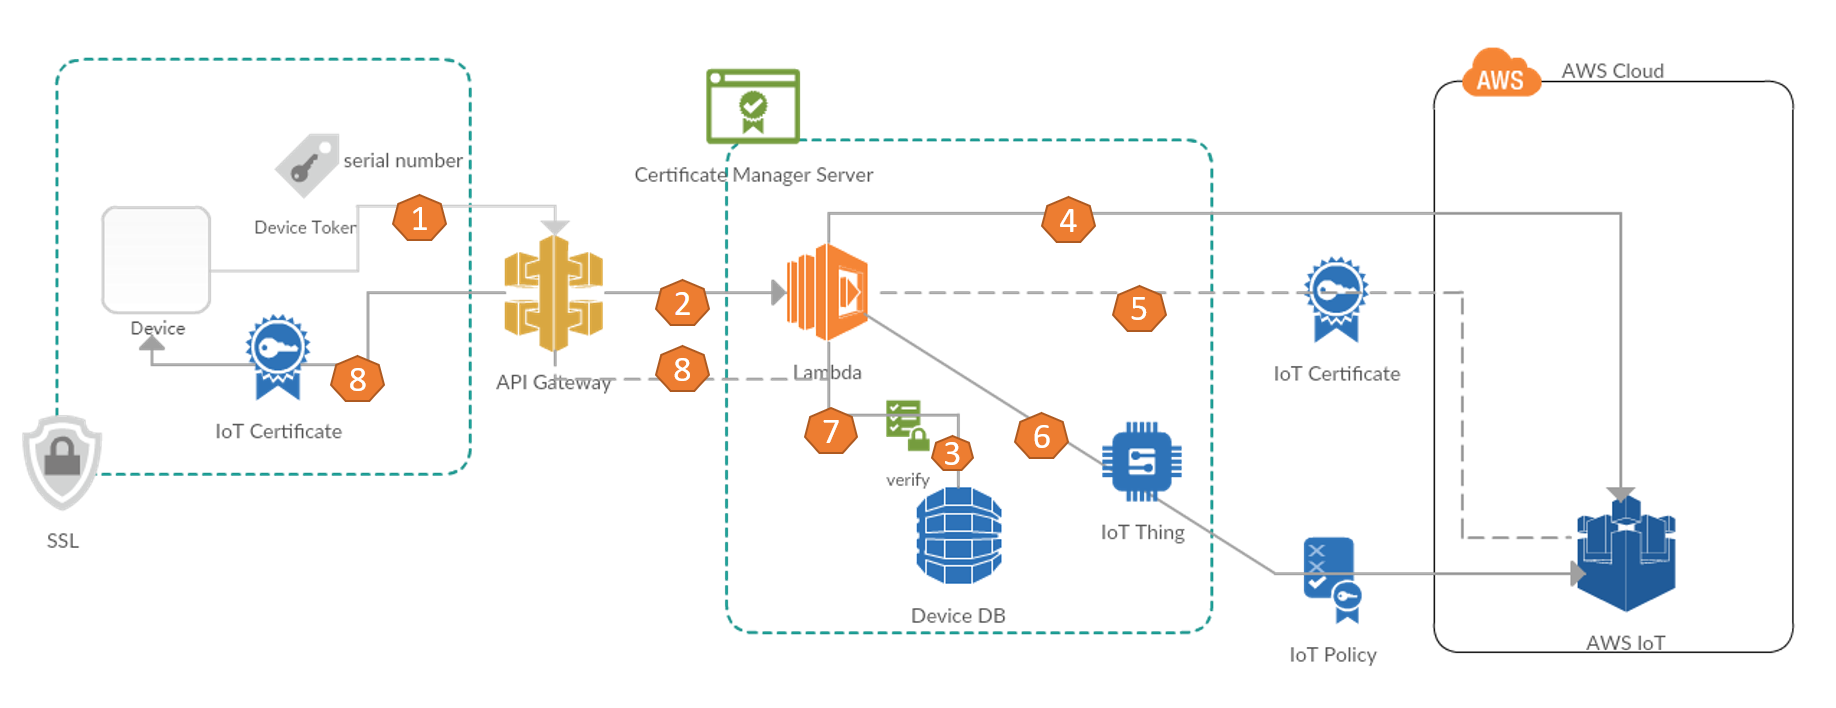 AWS
AWS Cloud
serial number
Certificate Manager Server
1
4
Device Token
2
5
Device
8
8
API Gateway
Lambda
IoT Certificate
IoT Certificate
7
3
6
verify
SSL
IoT Thing
Device DB
IoT Policy
AWS IoT